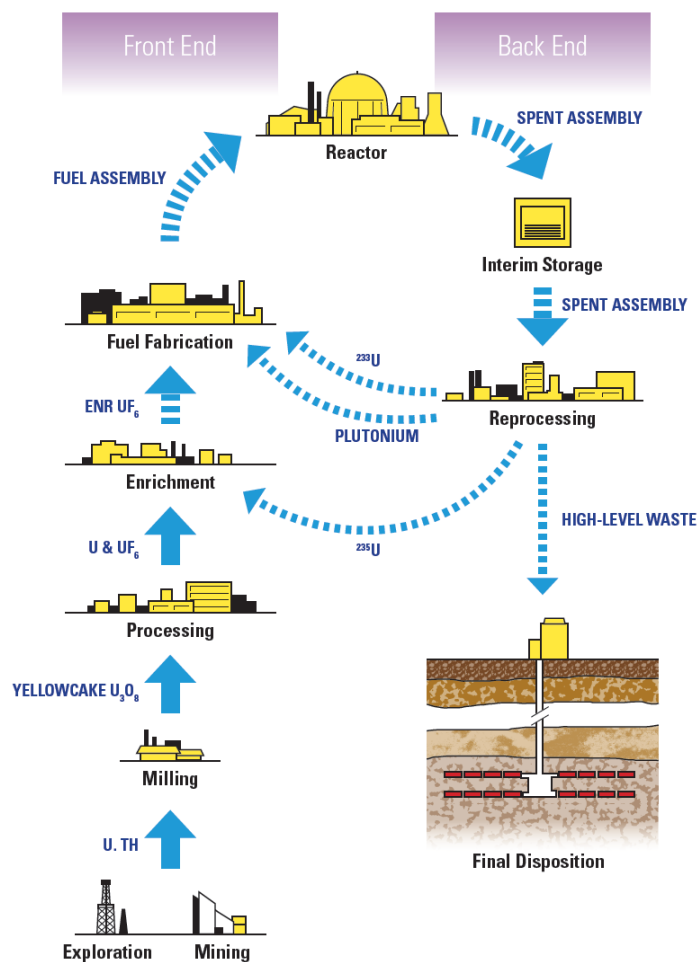 Front End
Back End
SPENT ASSEMBLY
Reactor
FUEL ASSEMBLY
Interim Storage
SPENT ASSEMBLY
Fuel Fabrication
²³³U
ENR UF₆
PLUTONIUM
Reprocessing
Enrichment
HIGH-LEVEL WASTE
U & UF₆
²³⁵U
Processing
YELLOWCAKE U₃O₈
Milling
U. TH
Final Disposition
Exploration
Mining